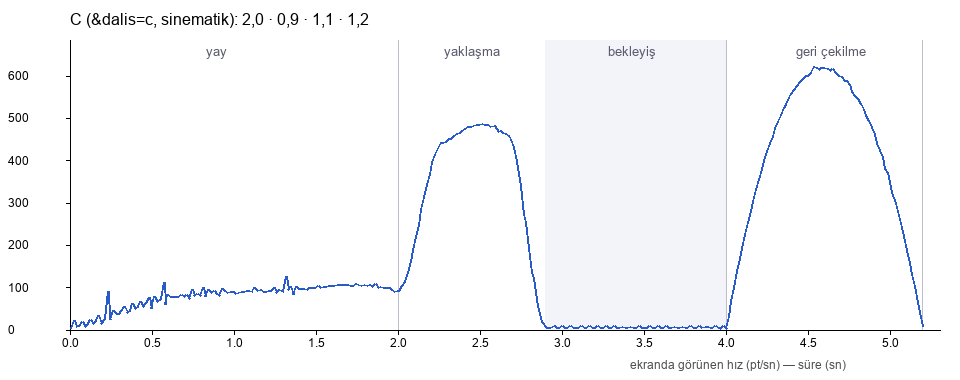 C (&dalis=c, sinematik): 2,0 · 0,9 · 1,1 · 1,2
yay yaklaşma bekleyiş geri çekilme
600
500
400
300
200
100
0
0.0 0.5 1.0 1.5 2.0 2.5 3.0 3.5 4.0 4.5 5.0
ekranda görünen hız (pt/sn) — süre (sn)